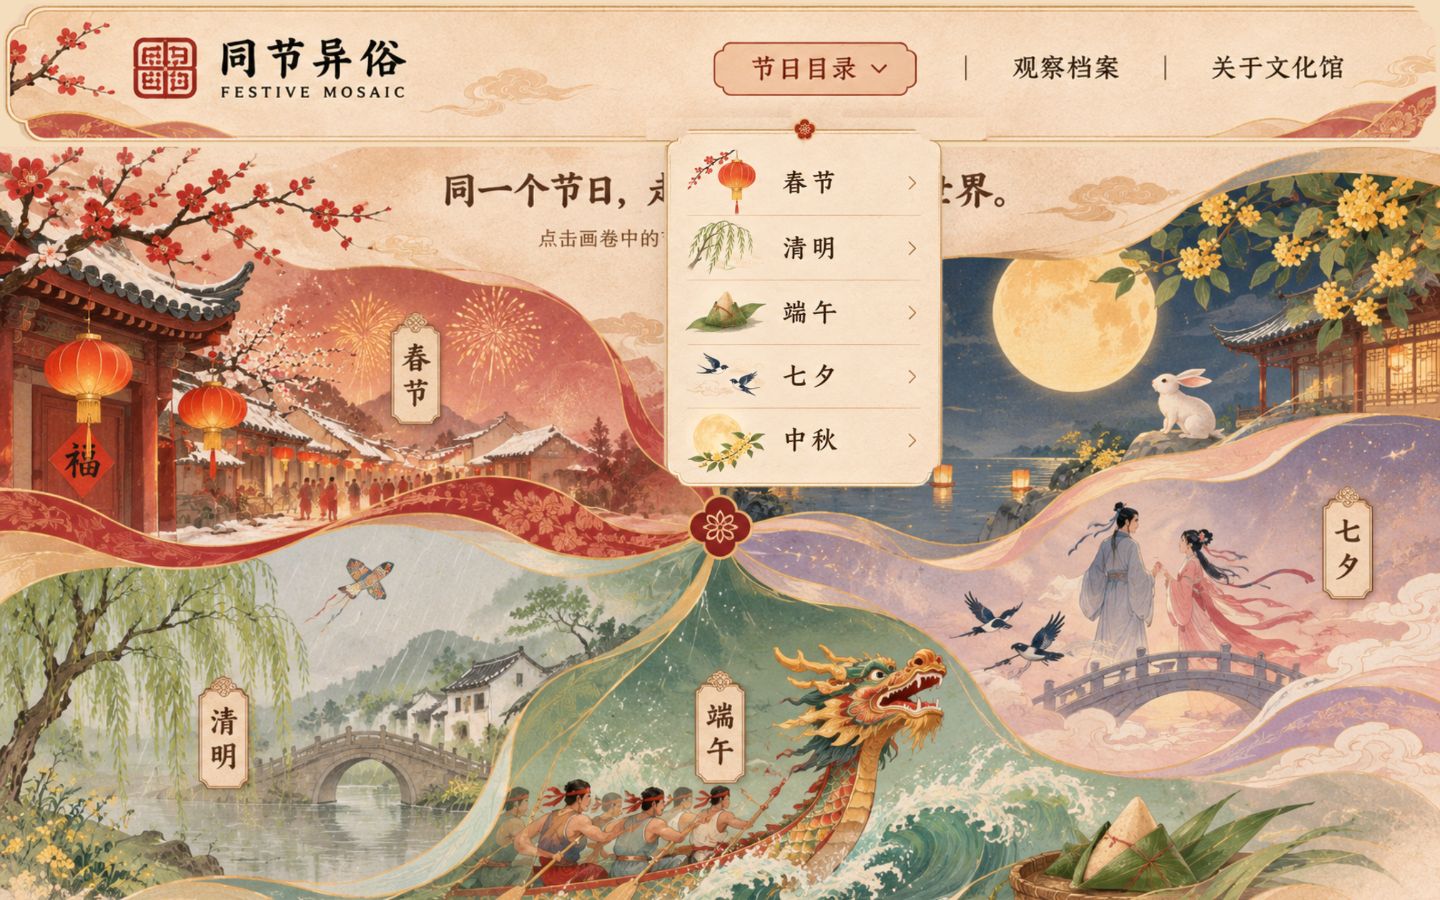 同节异俗
FESTIVE MOSAIC
节日目录
观察档案
关于文化馆
同一个节日，
界。
点击画卷中的
春节
清明
端午
七夕
中秋
春节
福
七夕
清明
端午